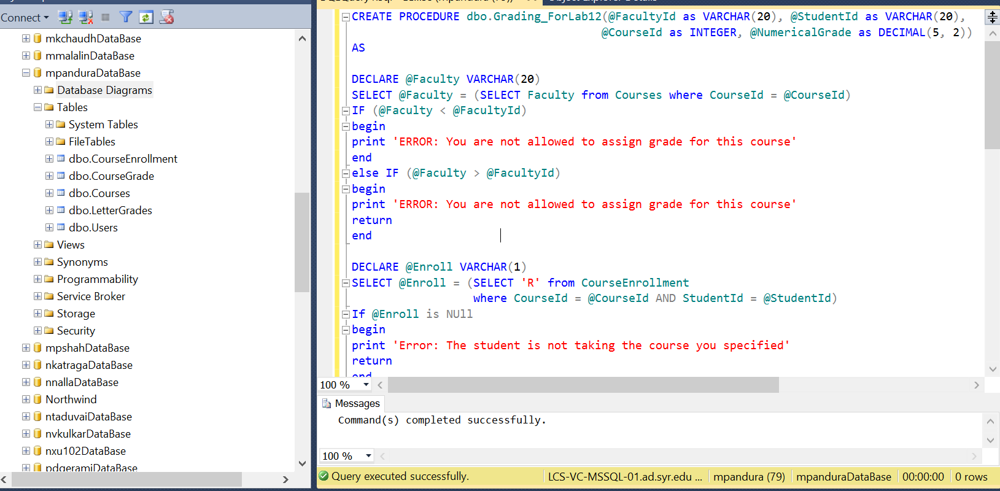 Connect
mkchaudhDataBase
mmalalinDataBase
mpanduraDataBase
Database Diagrams
Tables
System Tables
FileTables
dbo.CourseEnrollment
dbo.CourseGrade
dbo.Courses
dbo.LetterGrades
dbo.Users
Views
Synonyms
Programmability
Service Broker
Storage
Security
mpshahDataBase
nkatragaDataBase
nnallaDataBase
Northwind
ntaduvaiDataBase
nvkulkarDataBase
nxu102DataBase
pdgeramiDataBase
CREATE PROCEDURE dbo.Grading_ForLab12(@FacultyId as VARCHAR(20), @StudentId as VARCHAR(20),
@CourseId as INTEGER, @NumericalGrade as DECIMAL(5, 2))
AS
DECLARE @Faculty VARCHAR(20)
SELECT @Faculty = (SELECT Faculty from Courses where CourseId = @CourseId)
IF (@Faculty < @FacultyId)
begin
print 'ERROR: You are not allowed to assign grade for this course'
end
else IF (@Faculty > @FacultyId)
begin
print 'ERROR: You are not allowed to assign grade for this course'
return
end
DECLARE @Enroll VARCHAR(1)
SELECT @Enroll = (SELECT 'R' from CourseEnrollment
where CourseId = @CourseId AND StudentId = @StudentId)
If @Enroll is NUll
begin
print 'Error: The student is not taking the course you specified'
return
end
100 %
Messages
Command(s) completed successfully.
100 %
Query executed successfully.
LCS-VC-MSSQL-01.ad.syr.edu ...
mpandura (79)
mpanduraDataBase
00:00:00
0 rows